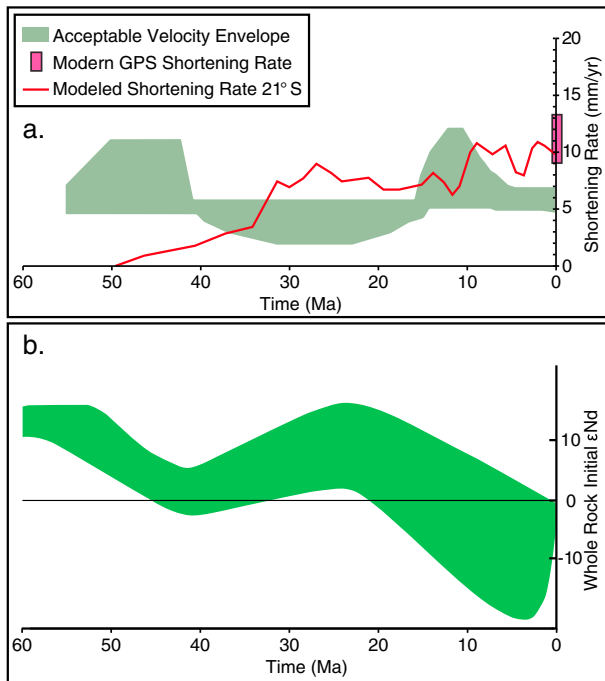 Acceptable Velocity Envelope
Modern GPS Shortening Rate
Modeled Shortening Rate 21° S
a.
20
15
10
5
0
Shortening Rate (mm/yr)
60 50 40 30 20 10 0
Time (Ma)
b.
10
0
-10
Whole Rock Initial εNd
60 50 40 30 20 10 0
Time (Ma)